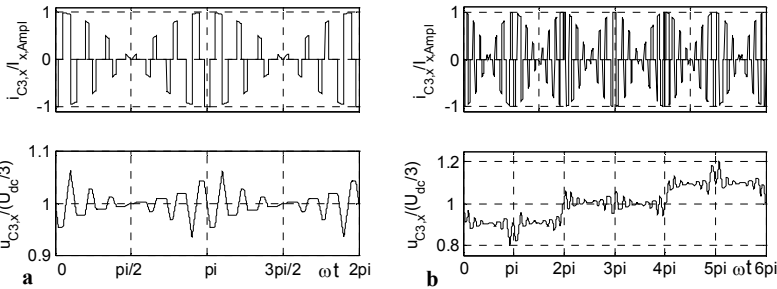 i_C3,x/I_x,Ampl
1
0
-1
u_C3,x/(U_dc/3)
1.1
1
0.9
0 pi/2 pi 3pi/2 ωt 2pi
a
i_C3,x/I_x,Ampl
1
0
-1
u_C3,x/(U_dc/3)
1.2
1
0.8
0 pi 2pi 3pi 4pi ωt 5pi 6pi
b